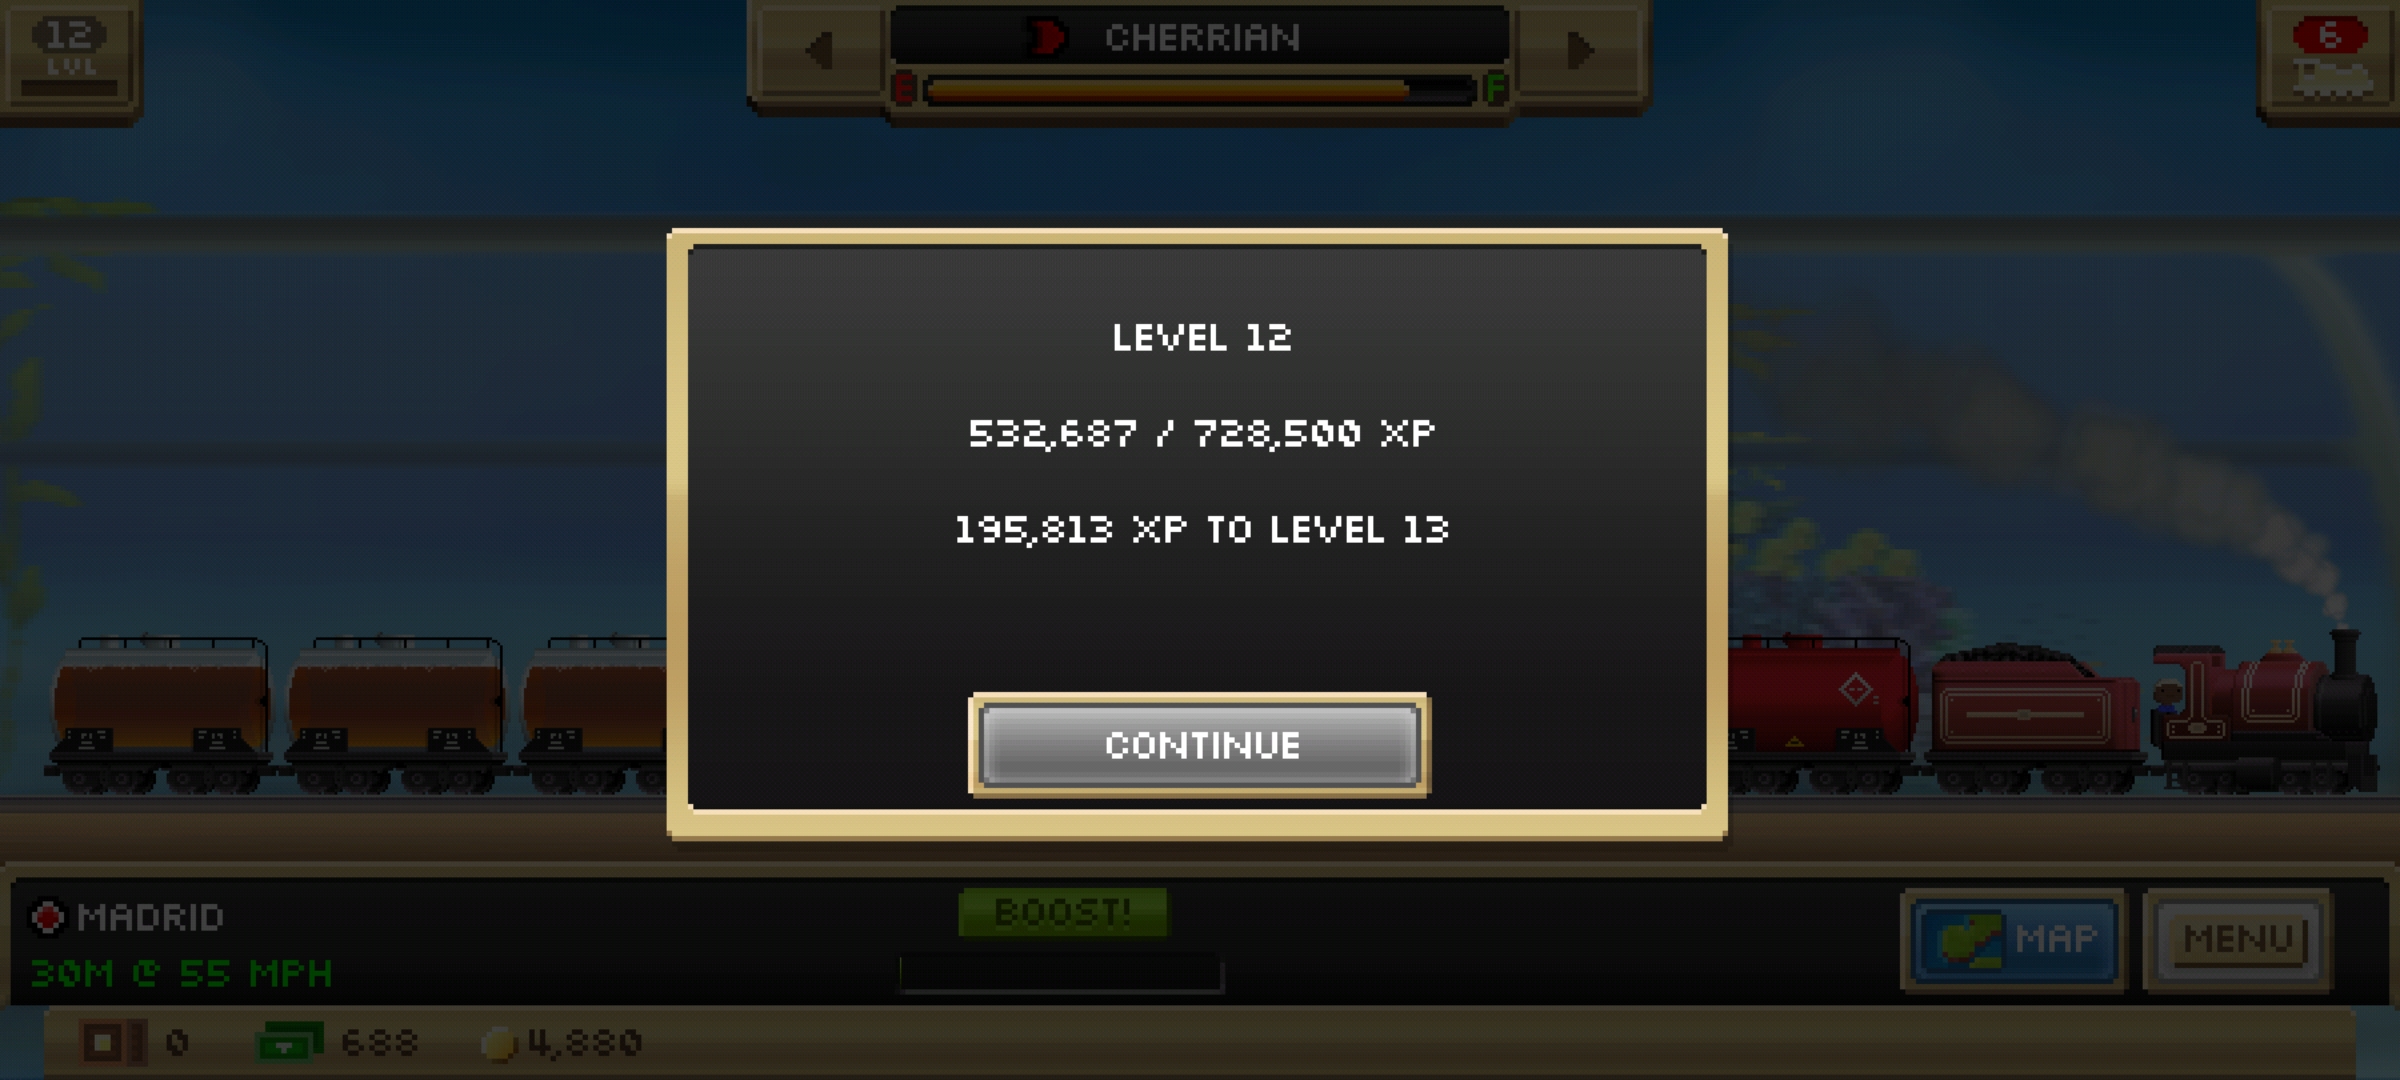 12
LVL
CHERRIAN
E F
6
LEVEL 12
532,687 / 728,500 XP
195,813 XP TO LEVEL 13
CONTINUE
MADRID
30M @ 55 MPH
BOOST!
MAP
MENU
0 688 4,880